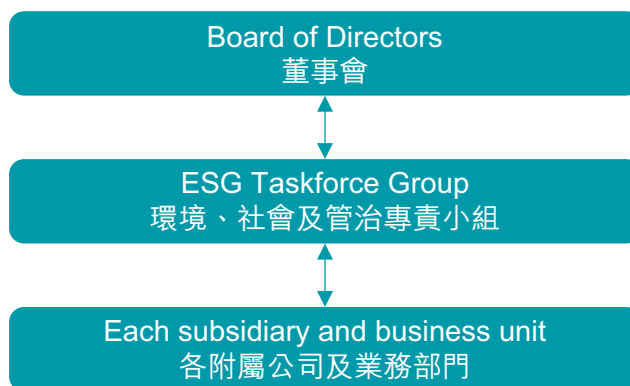 Board of Directors
董事會
ESG Taskforce Group
環境、社會及管治專責小組
Each subsidiary and business unit
各附屬公司及業務部門